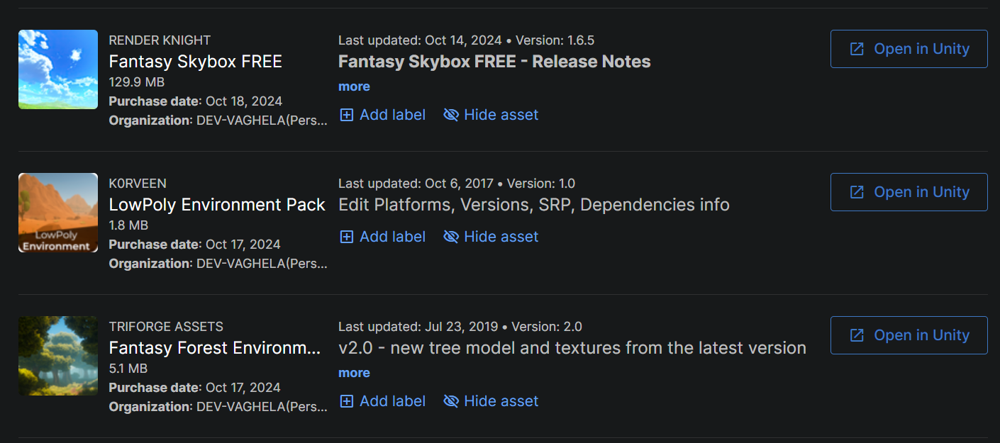 RENDER KNIGHT
Fantasy Skybox FREE
129.9 MB
Purchase date: Oct 18, 2024
Organization: DEV-VAGHELA(Pers...
Last updated: Oct 14, 2024 • Version: 1.6.5
Fantasy Skybox FREE - Release Notes
more
Add label
Hide asset
Open in Unity
LowPoly
Environment
K0RVEEN
LowPoly Environment Pack
1.8 MB
Purchase date: Oct 17, 2024
Organization: DEV-VAGHELA(Pers...
Last updated: Oct 6, 2017 • Version: 1.0
Edit Platforms, Versions, SRP, Dependencies info
Add label
Hide asset
Open in Unity
TRIFORGE ASSETS
Fantasy Forest Environm...
5.1 MB
Purchase date: Oct 17, 2024
Organization: DEV-VAGHELA(Pers...
Last updated: Jul 23, 2019 • Version: 2.0
v2.0 - new tree model and textures from the latest version
more
Add label
Hide asset
Open in Unity